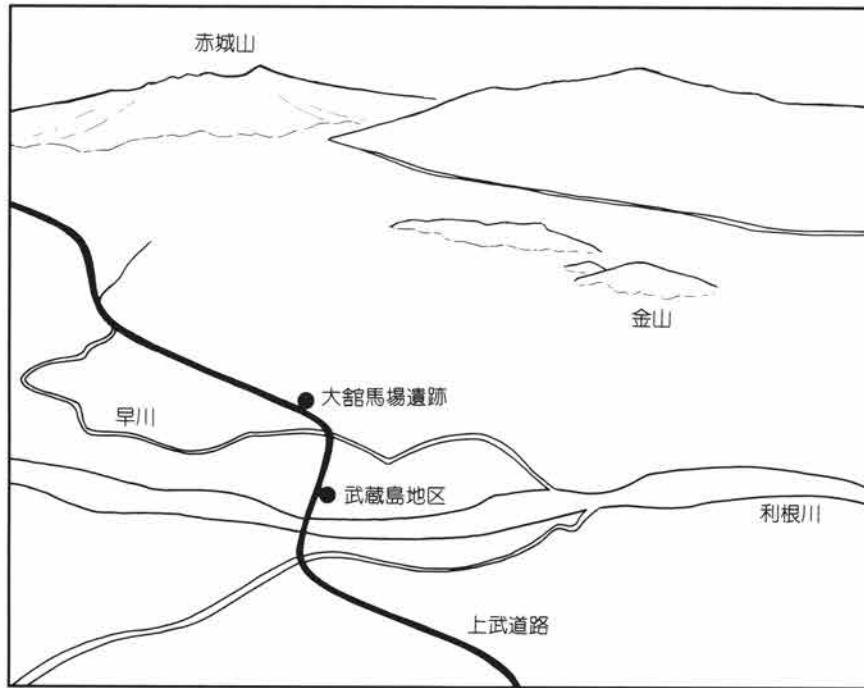 赤城山
金山
大舘馬場遺跡
早川
武蔵島地区
利根川
上武道路